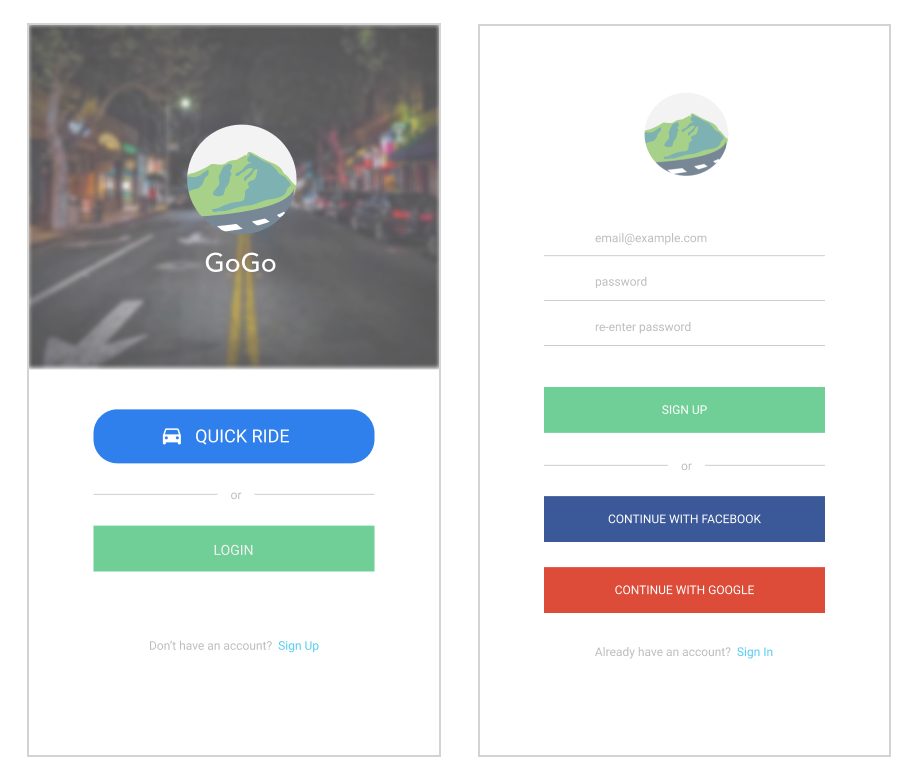 GoGo
QUICK RIDE
or
LOGIN
Don't have an account? Sign Up
email@example.com
password
re-enter password
SIGN UP
or
CONTINUE WITH FACEBOOK
CONTINUE WITH GOOGLE
Already have an account? Sign In